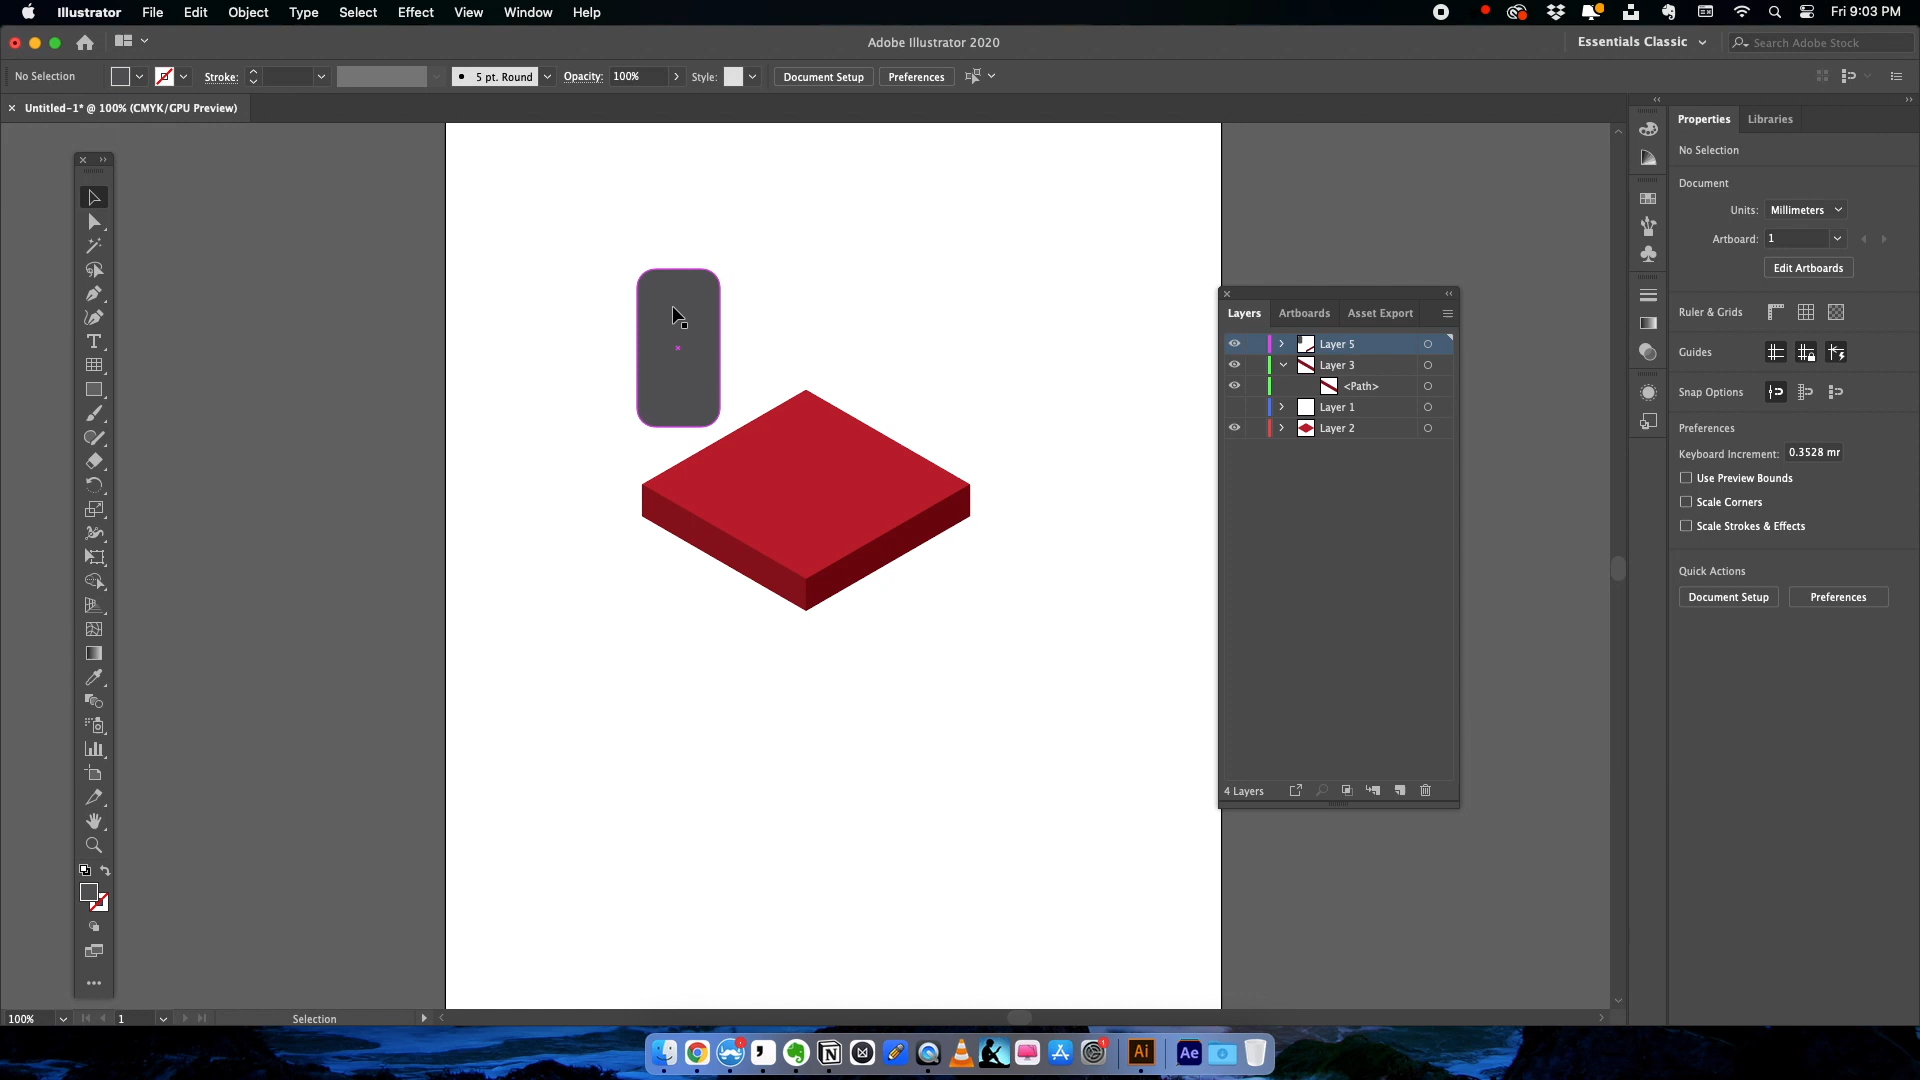 Illustrator File Edit Object Type Select Effect View Window Help
Fri 9:03 PM
Adobe Illustrator 2020
Essentials Classic
Search Adobe Stock
No Selection
Stroke:
5 pt. Round
Opacity: 100%
Style:
Document Setup
Preferences
Untitled-1* @ 100% (CMYK/GPU Preview)
Properties
Libraries
No Selection
Document
Units: Millimeters
Artboard: 1
Edit Artboards
Ruler & Grids
Guides
Snap Options
Preferences
Keyboard Increment: 0.3528 mr
Use Preview Bounds
Scale Corners
Scale Strokes & Effects
Quick Actions
Document Setup
Preferences
Layers
Artboards
Asset Export
Layer 5
Layer 3
<Path>
Layer 1
Layer 2
4 Layers
100%
1
Selection
Ai
Ae